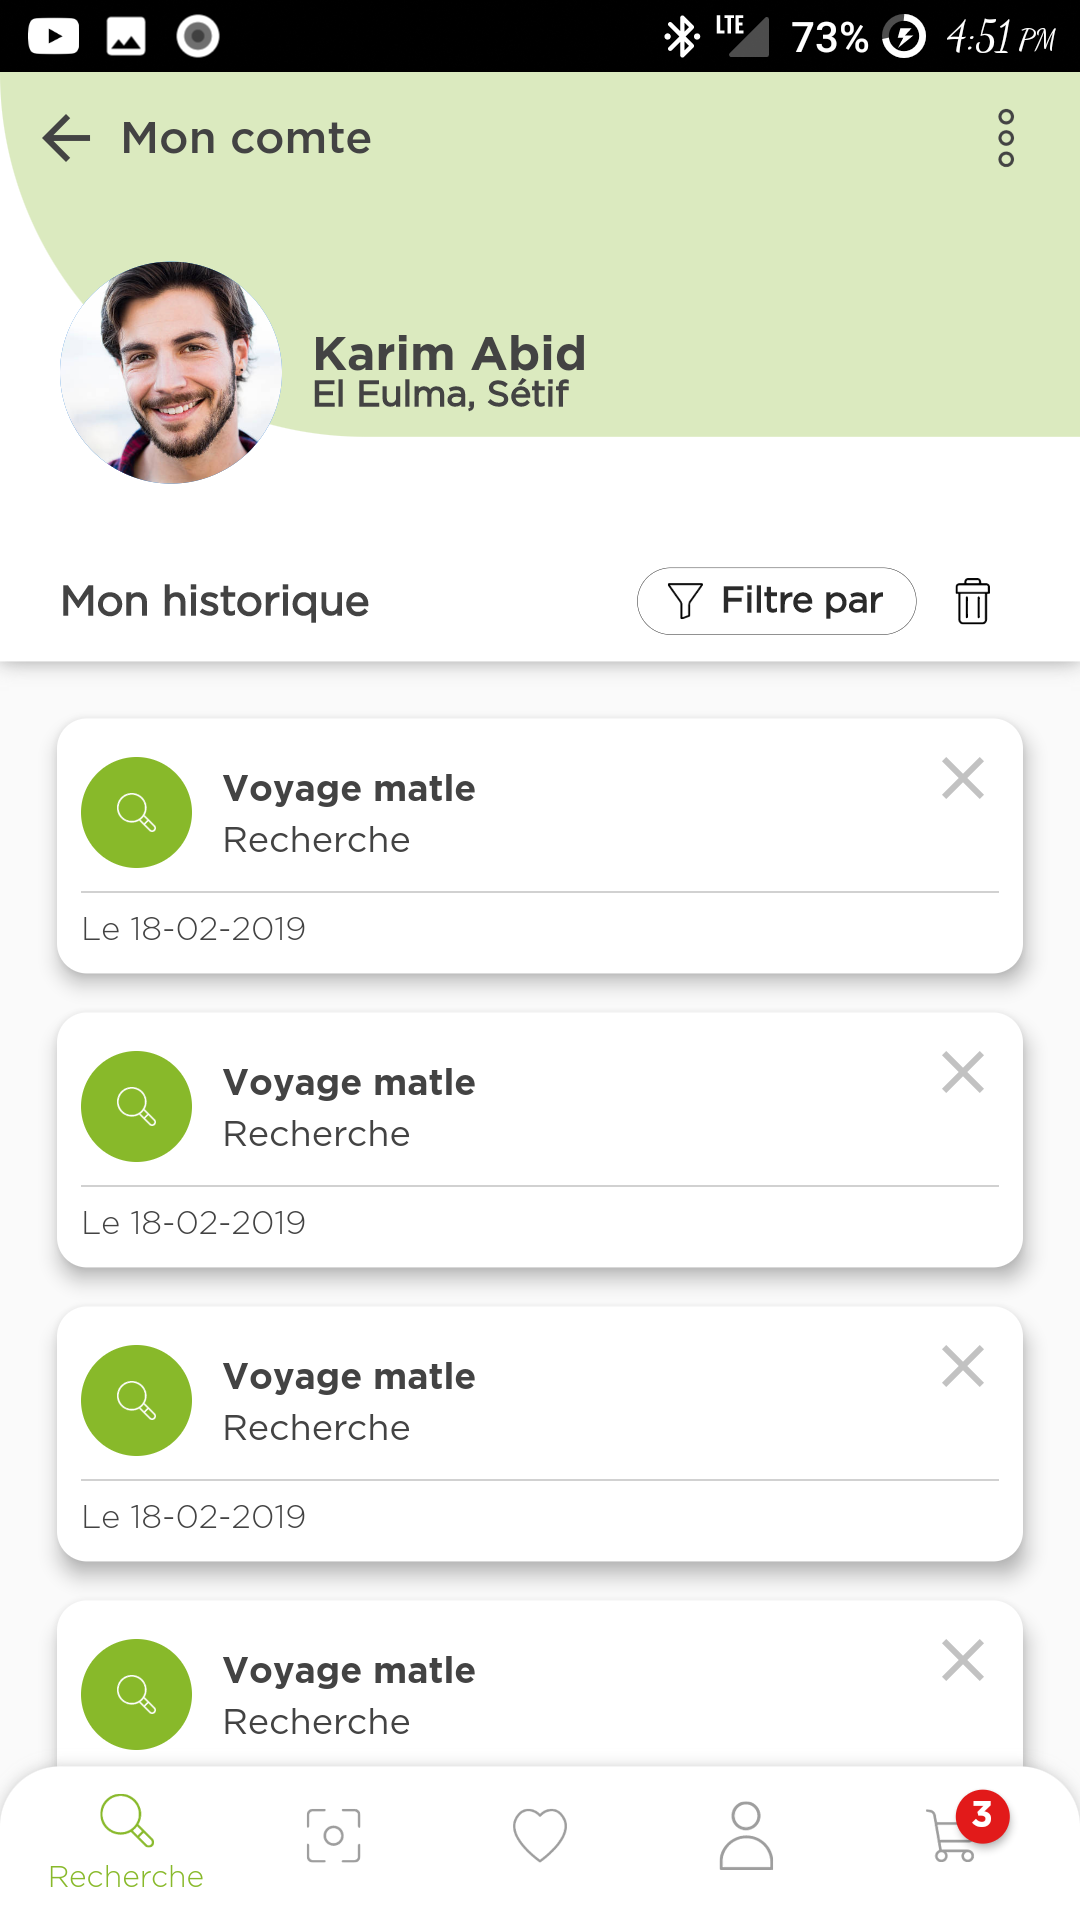 LTE 73% 4:51 PM
Mon comte
Karim Abid
El Eulma, Sétif
Mon historique
Filtre par
Voyage matle
Recherche
Le 18-02-2019
Voyage matle
Recherche
Le 18-02-2019
Voyage matle
Recherche
Le 18-02-2019
Voyage matle
Recherche
3
Recherche